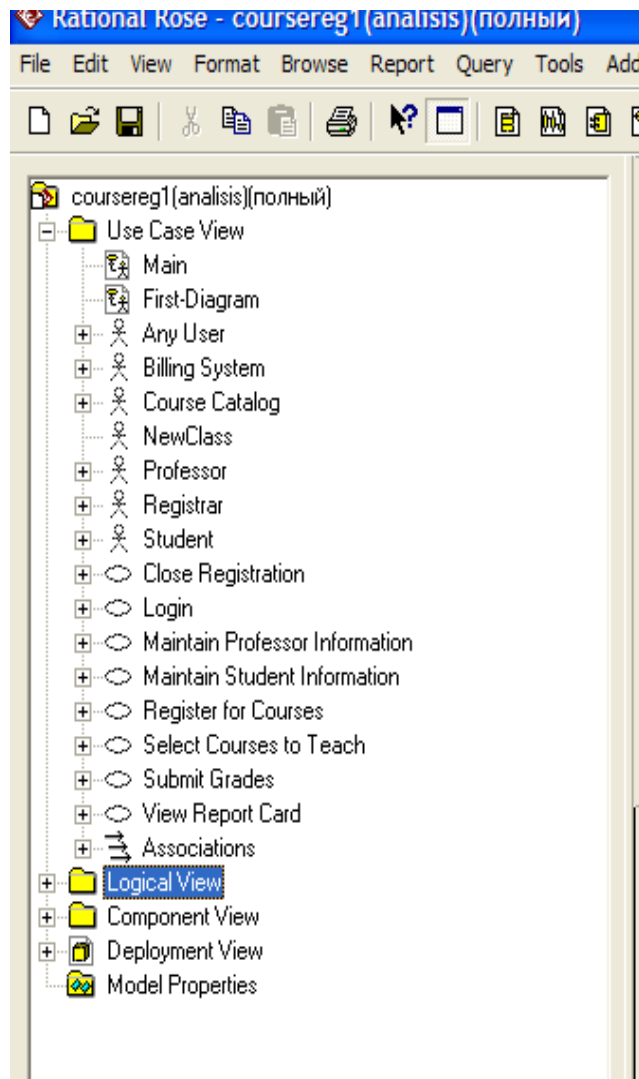 Rational Rose - coursereg1(analisis)(полный)
File Edit View Format Browse Report Query Tools Add
coursereg1(analisis)(полный)
Use Case View
Main
First-Diagram
Any User
Billing System
Course Catalog
NewClass
Professor
Registrar
Student
Close Registration
Login
Maintain Professor Information
Maintain Student Information
Register for Courses
Select Courses to Teach
Submit Grades
View Report Card
Associations
Logical View
Component View
Deployment View
Model Properties